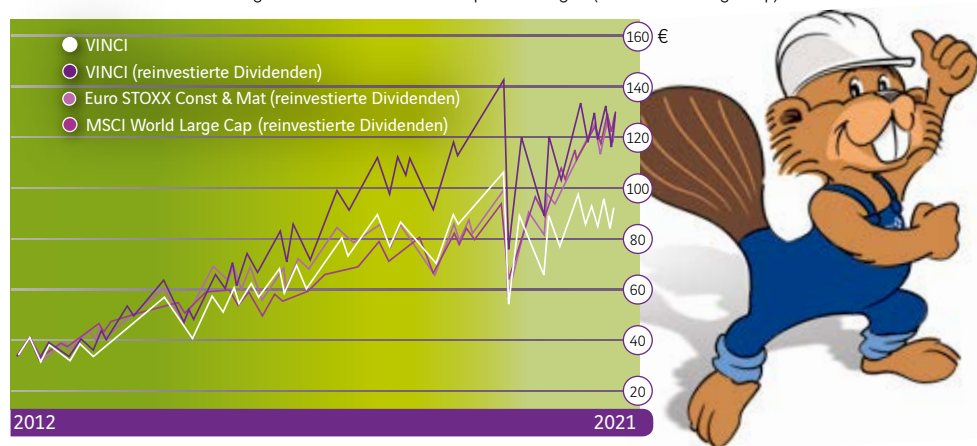 160 €
VINCI
VINCI (reinvestierte Dividenden)
140
Euro STOXX Const & Mat (reinvestierte Dividenden)
MSCI World Large Cap (reinvestierte Dividenden)
120
100
80
60
40
20
2012 2021